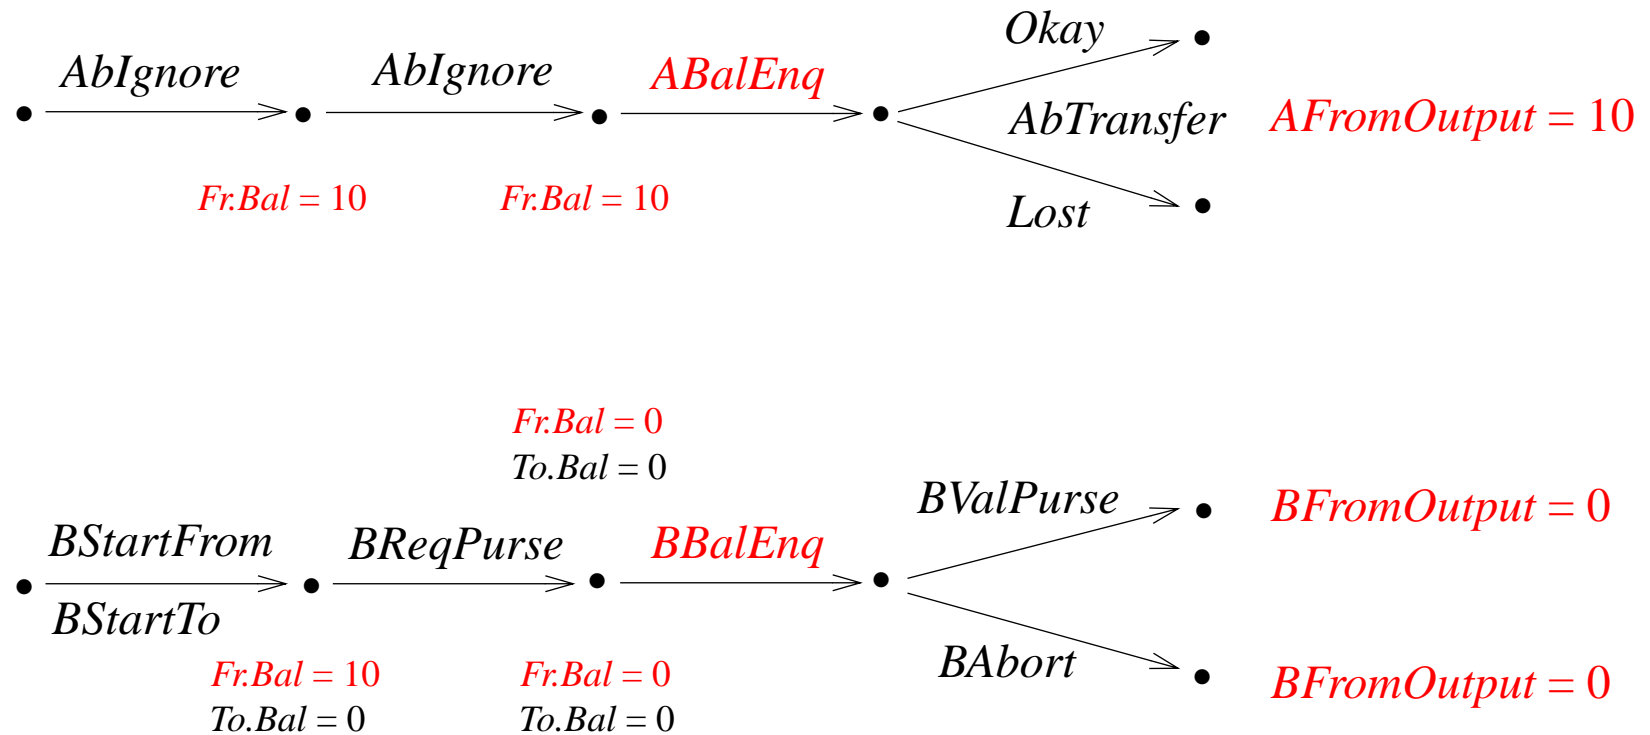 Okay
AbIgnore
AbIgnore
ABalEnq
AbTransfer
AFromOutput = 10
Fr.Bal = 10
Fr.Bal = 10
Lost
Fr.Bal = 0
To.Bal = 0
BValPurse
BFromOutput = 0
BStartFrom
BReqPurse
BBalEnq
BStartTo
BAbort
Fr.Bal = 10
To.Bal = 0
Fr.Bal = 0
To.Bal = 0
BFromOutput = 0